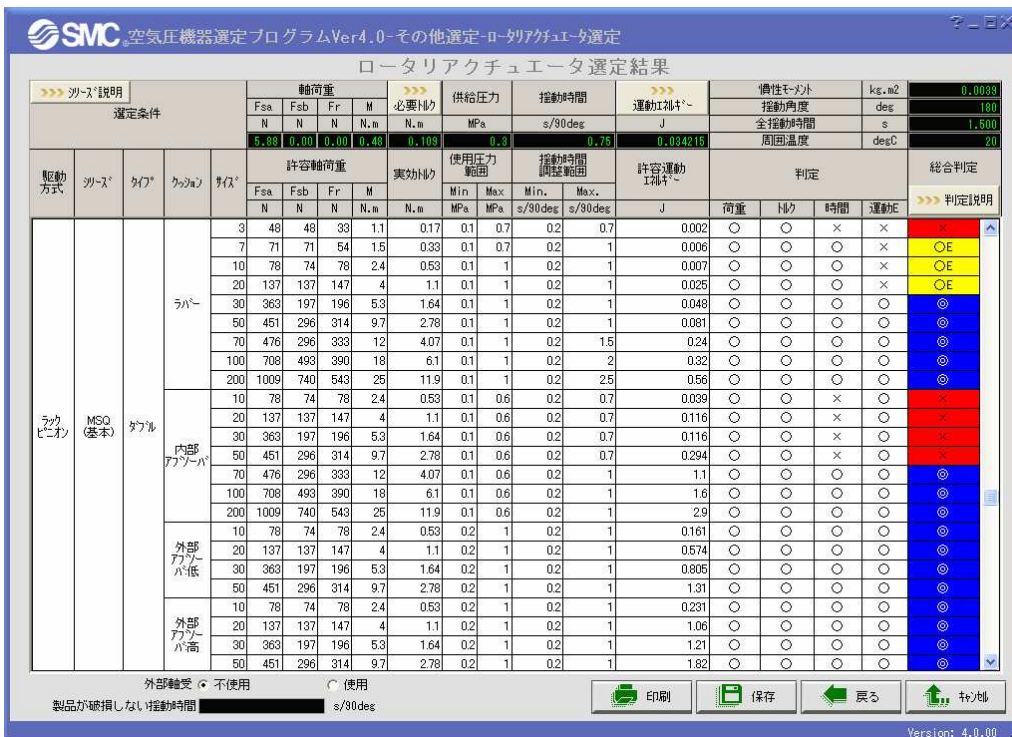 SMC 空気圧機器選定プログラムVer4.0-その他選定-ロータリアクチュエータ選定
ロータリアクチュエータ選定結果
>>> シリーズ説明 軸荷重 >>> 必要トルク 供給圧力 揺動時間 >>> 運動エネルギー 慣性モーメント kg.m2 0.0039
選定条件 Fsa Fsb Fr M 揺動角度 deg 180
N N N N.m N.m MPa s/90deg J 全揺動時間 s 1.500
5.88 0.00 0.00 0.48 0.109 0.3 0.75 0.034215 周囲温度 degC 20
駆動方式 シリーズ タイプ クッション サイズ 許容軸荷重 実効トルク 使用圧力範囲 揺動時間調整範囲 許容運動エネルギー 判定 総合判定
Fsa Fsb Fr M Min Max Min. Max. >>> 判定説明
N N N N.m N.m MPa MPa s/90deg s/90deg J 荷重 トルク 時間 運動E
ラックピニオン MSQ(基本) ダブル
ラバー
3 48 48 33 1.1 0.17 0.1 0.7 0.2 0.7 0.002 ○ ○ × × ×
7 71 71 54 1.5 0.33 0.1 0.7 0.2 1 0.006 ○ ○ ○ × ○E
10 78 74 78 2.4 0.53 0.1 1 0.2 1 0.007 ○ ○ ○ × ○E
20 137 137 147 4 1.1 0.1 1 0.2 1 0.025 ○ ○ ○ × ○E
30 363 197 196 5.3 1.64 0.1 1 0.2 1 0.048 ○ ○ ○ ○ ◎
50 451 296 314 9.7 2.78 0.1 1 0.2 1 0.081 ○ ○ ○ ○ ◎
70 476 296 333 12 4.07 0.1 1 0.2 1.5 0.24 ○ ○ ○ ○ ◎
100 708 493 390 18 6.1 0.1 1 0.2 2 0.32 ○ ○ ○ ○ ◎
200 1009 740 543 25 11.9 0.1 1 0.2 2.5 0.56 ○ ○ ○ ○ ◎
内部アブソーバ
10 78 74 78 2.4 0.53 0.1 0.6 0.2 0.7 0.039 ○ ○ × ○ ×
20 137 137 147 4 1.1 0.1 0.6 0.2 0.7 0.116 ○ ○ × ○ ×
30 363 197 196 5.3 1.64 0.1 0.6 0.2 0.7 0.116 ○ ○ × ○ ×
50 451 296 314 9.7 2.78 0.1 0.6 0.2 0.7 0.294 ○ ○ × ○ ×
70 476 296 333 12 4.07 0.1 0.6 0.2 1 1.1 ○ ○ ○ ○ ◎
100 708 493 390 18 6.1 0.1 0.6 0.2 1 1.6 ○ ○ ○ ○ ◎
200 1009 740 543 25 11.9 0.1 0.6 0.2 1 2.9 ○ ○ ○ ○ ◎
外部アブソーバ低
10 78 74 78 2.4 0.53 0.2 1 0.2 1 0.161 ○ ○ ○ ○ ◎
20 137 137 147 4 1.1 0.2 1 0.2 1 0.574 ○ ○ ○ ○ ◎
30 363 197 196 5.3 1.64 0.2 1 0.2 1 0.805 ○ ○ ○ ○ ◎
50 451 296 314 9.7 2.78 0.2 1 0.2 1 1.31 ○ ○ ○ ○ ◎
外部アブソーバ高
10 78 74 78 2.4 0.53 0.2 1 0.2 1 0.231 ○ ○ ○ ○ ◎
20 137 137 147 4 1.1 0.2 1 0.2 1 1.06 ○ ○ ○ ○ ◎
30 363 197 196 5.3 1.64 0.2 1 0.2 1 1.21 ○ ○ ○ ○ ◎
50 451 296 314 9.7 2.78 0.2 1 0.2 1 1.82 ○ ○ ○ ○ ◎
外部軸受 不使用 使用
製品が破損しない揺動時間 s/90deg
印刷 保存 戻る キャンセル
Version: 4.0.00